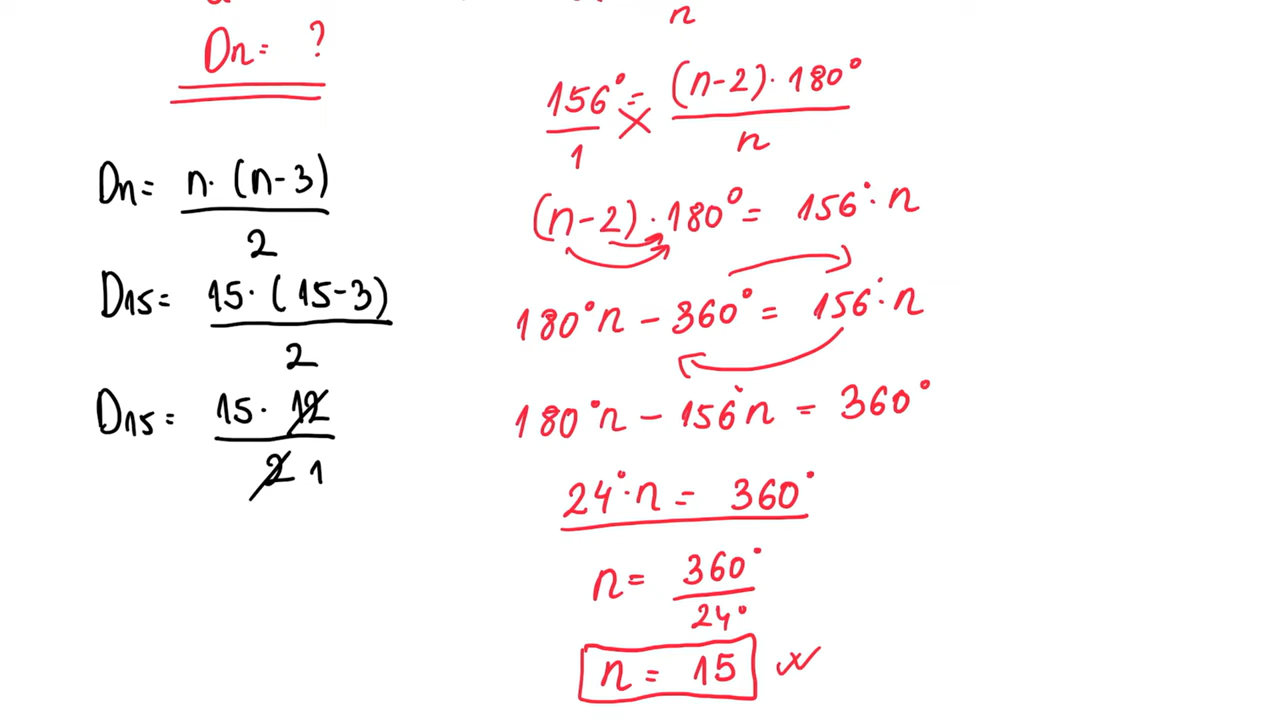 Dn = ?
Dn = n · (n - 3)
2
D15 = 15 · (15 - 3)
2
D15 = 15 · 12
2 1
n
156° = (n - 2) · 180°
1 n
(n - 2) · 180° = 156° · n
180°n - 360° = 156° · n
180°n - 156°n = 360°
24° · n = 360°
n = 360°
24°
n = 15